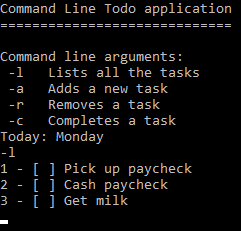 Command Line Todo application
=============================
Command line arguments:
-l Lists all the tasks
-a Adds a new task
-r Removes a task
-c Completes a task
Today: Monday
-l
1 - [ ] Pick up paycheck
2 - [ ] Cash paycheck
3 - [ ] Get milk